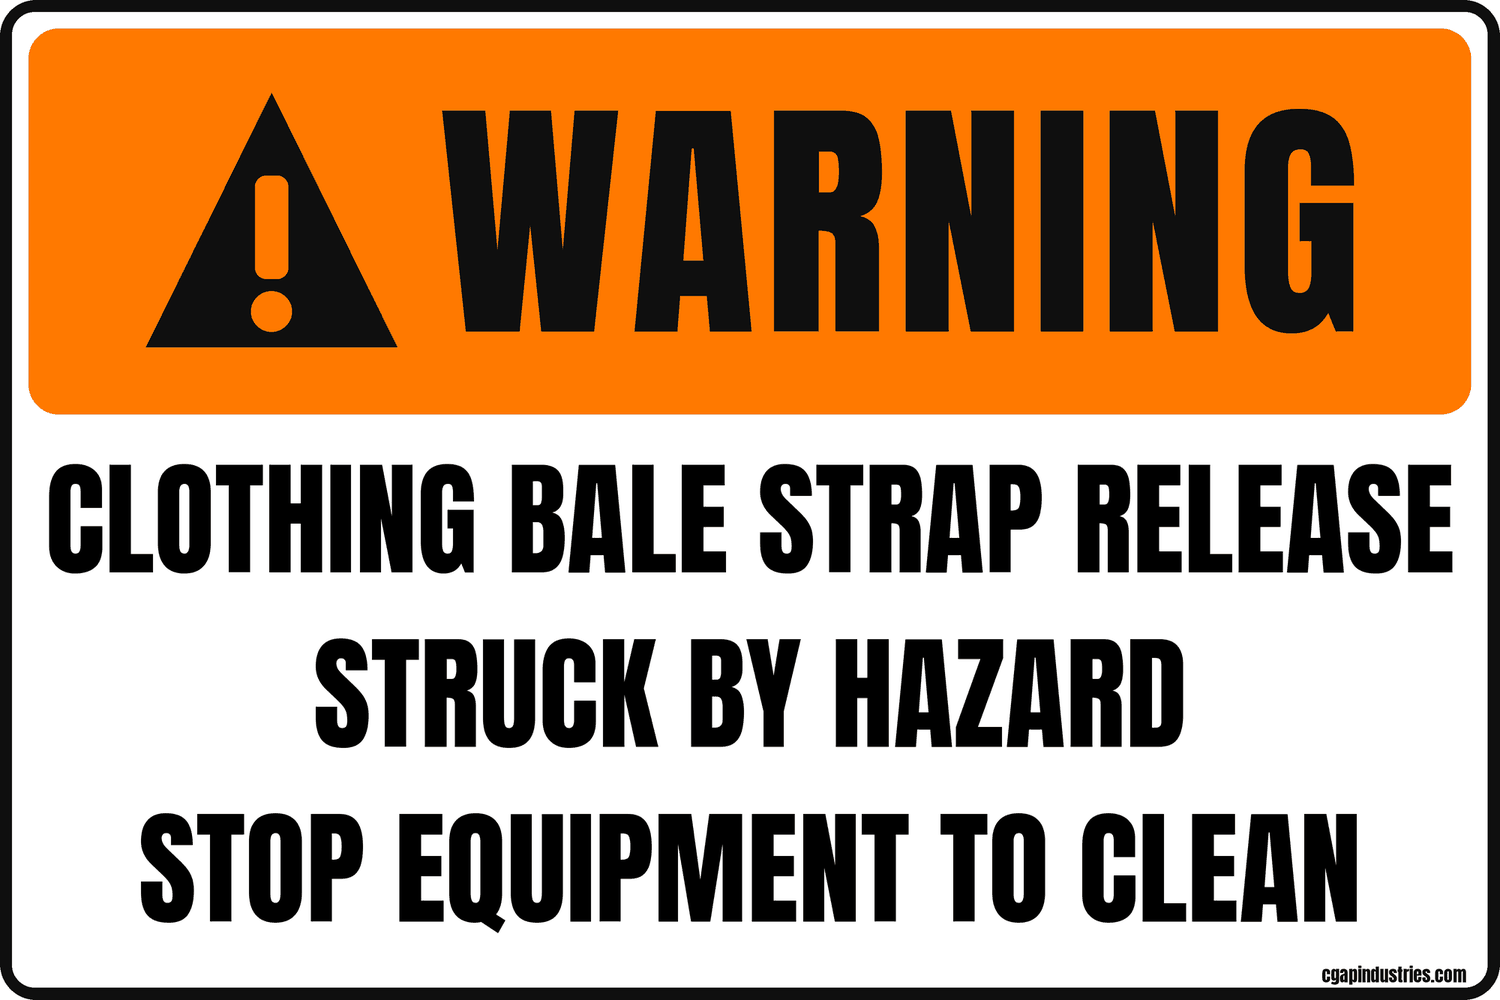 WARNING
CLOTHING BALE STRAP RELEASE
STRUCK BY HAZARD
STOP EQUIPMENT TO CLEAN
cgapindustries.com